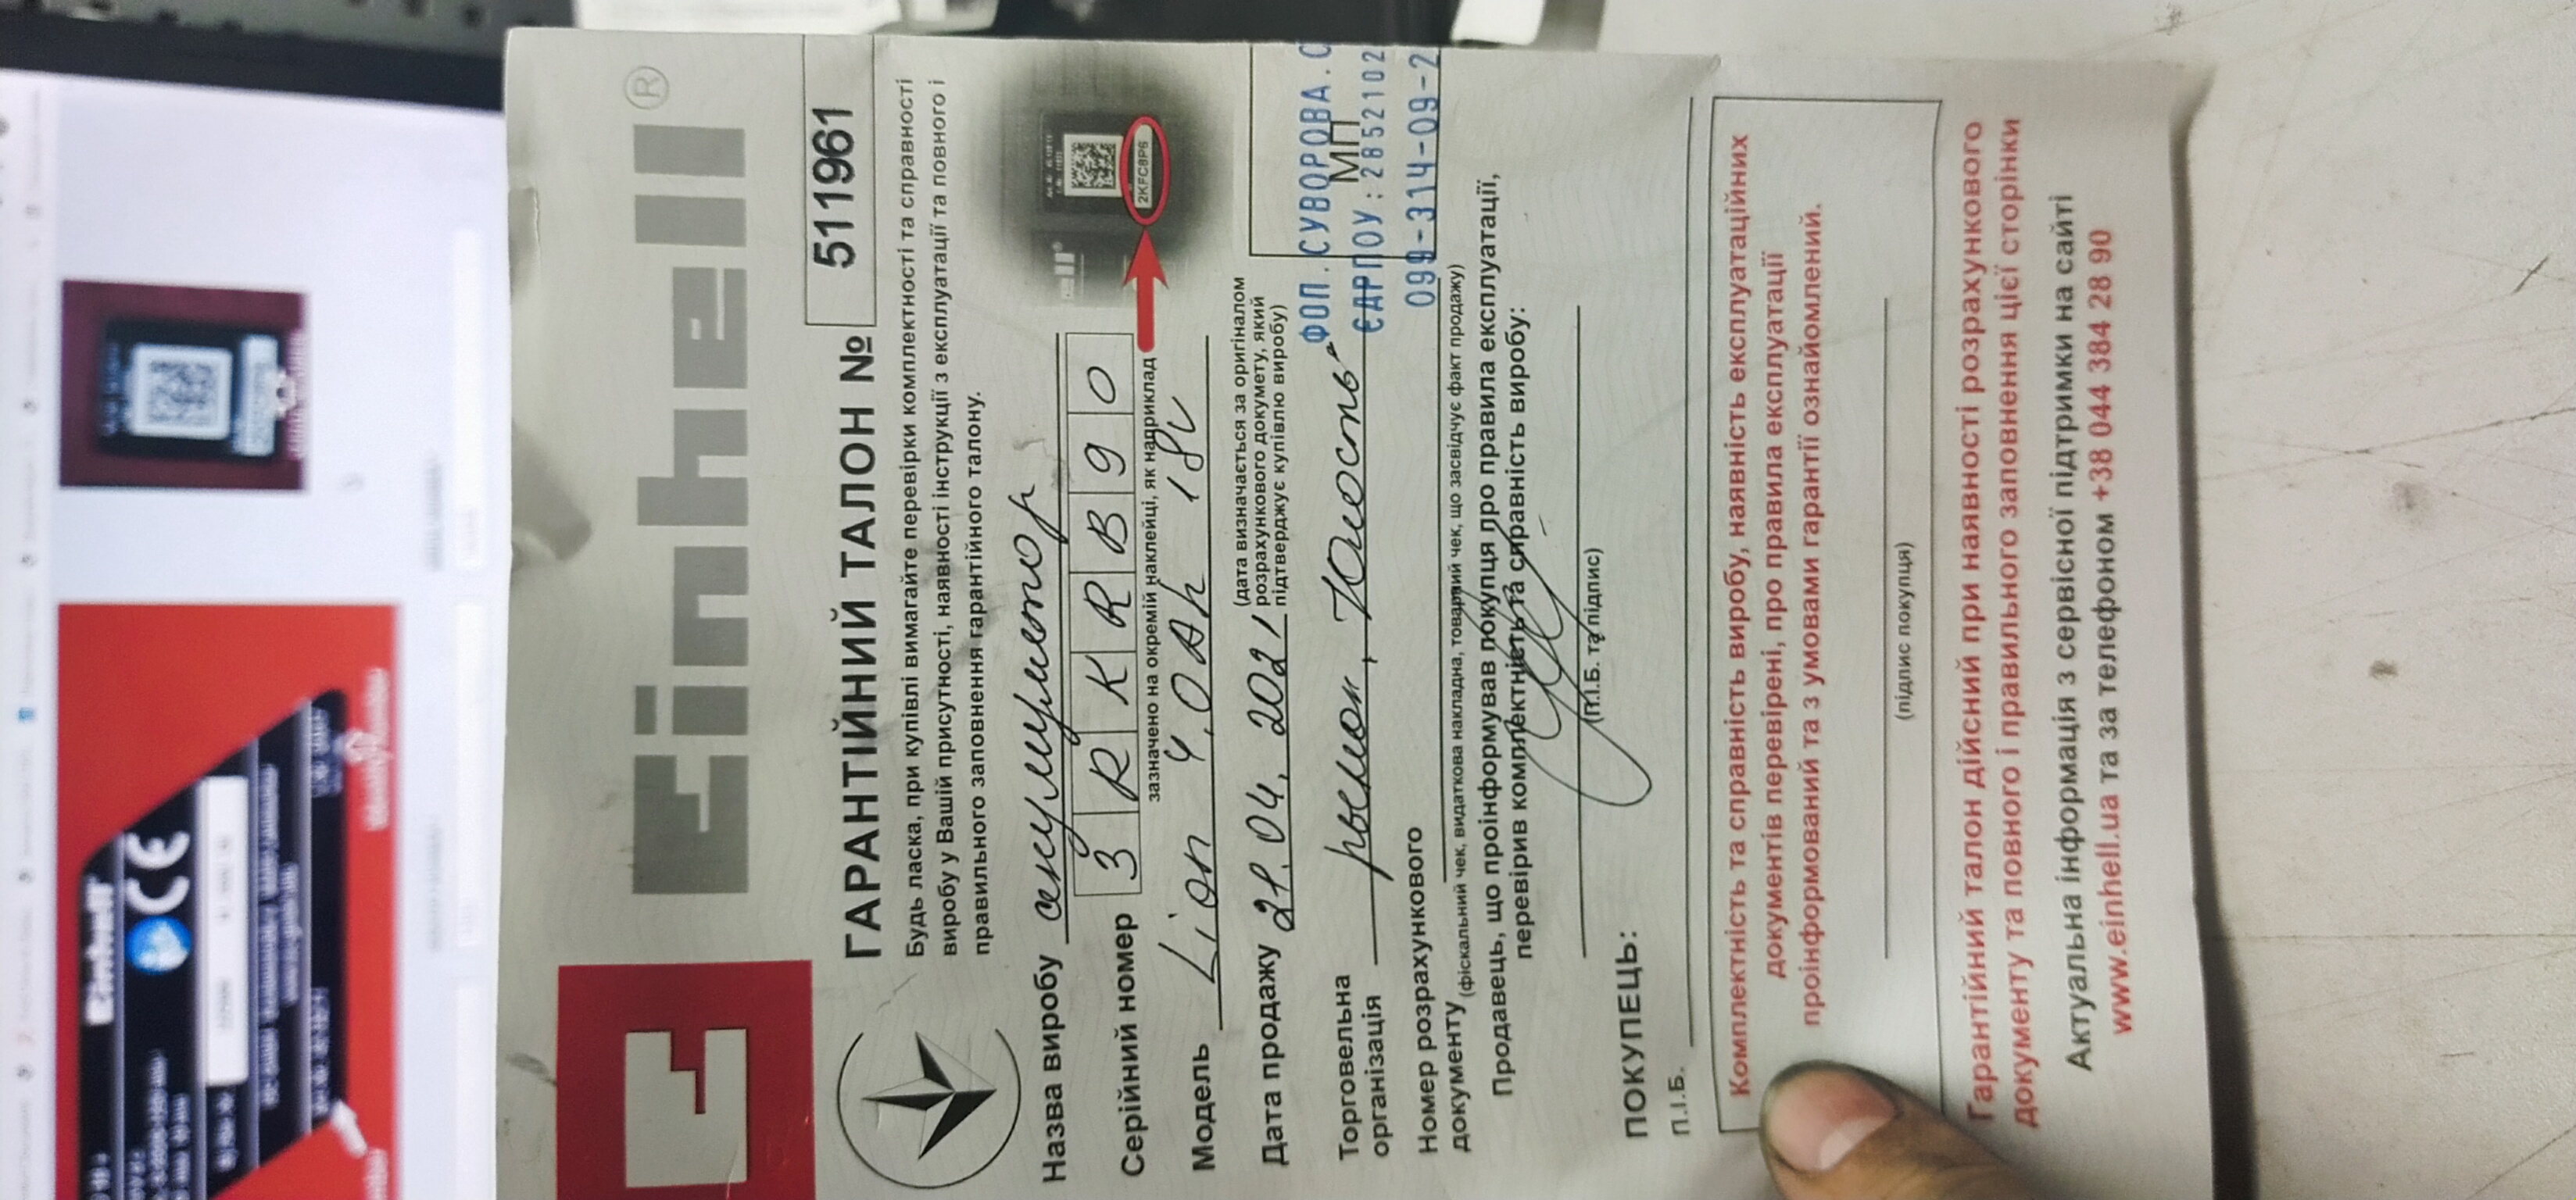 Einhell®
ГАРАНТІЙНИЙ ТАЛОН № 511961
Будь ласка, при купівлі вимагайте перевірки комплектності та справності
виробу у Вашій присутності, наявності інструкції з експлуатації та повного і
правильного заповнення гарантійного талону.
Назва виробу акумулятор
Серійний номер 3 R K R B 9 0
2KFC8P6
зазначено на окремій наклейці, як наприклад
Модель Lion 4.0Ah 18v
Дата продажу 21.04.2021
(дата визначається за оригіналом
розрахункового документу, який
підтверджує купівлю виробу)
Торговельна
організація рынок, Юность
МП
ФОП.СУВОРОВА.О
ЄДРПОУ:28521102
099-314-09-2
Номер розрахункового
документу
(фіскальний чек, видаткова накладна, товарний чек, що засвідчує факт продажу)
Продавець, що проінформував покупця про правила експлуатації,
перевірив комплектність та справність виробу:
(П.І.Б. та підпис)
ПОКУПЕЦЬ:
П.І.Б.
Комплектність та справність виробу, наявність експлуатаційних
документів перевірені, про правила експлуатації
проінформований та з умовами гарантії ознайомлений.
(підпис покупця)
Гарантійний талон дійсний при наявності розрахункового
документу та повного і правильного заповнення цієї сторінки
Актуальна інформація з сервісної підтримки на сайті
www.einhell.ua та за телефоном +38 044 384 28 90
Einhell
CE